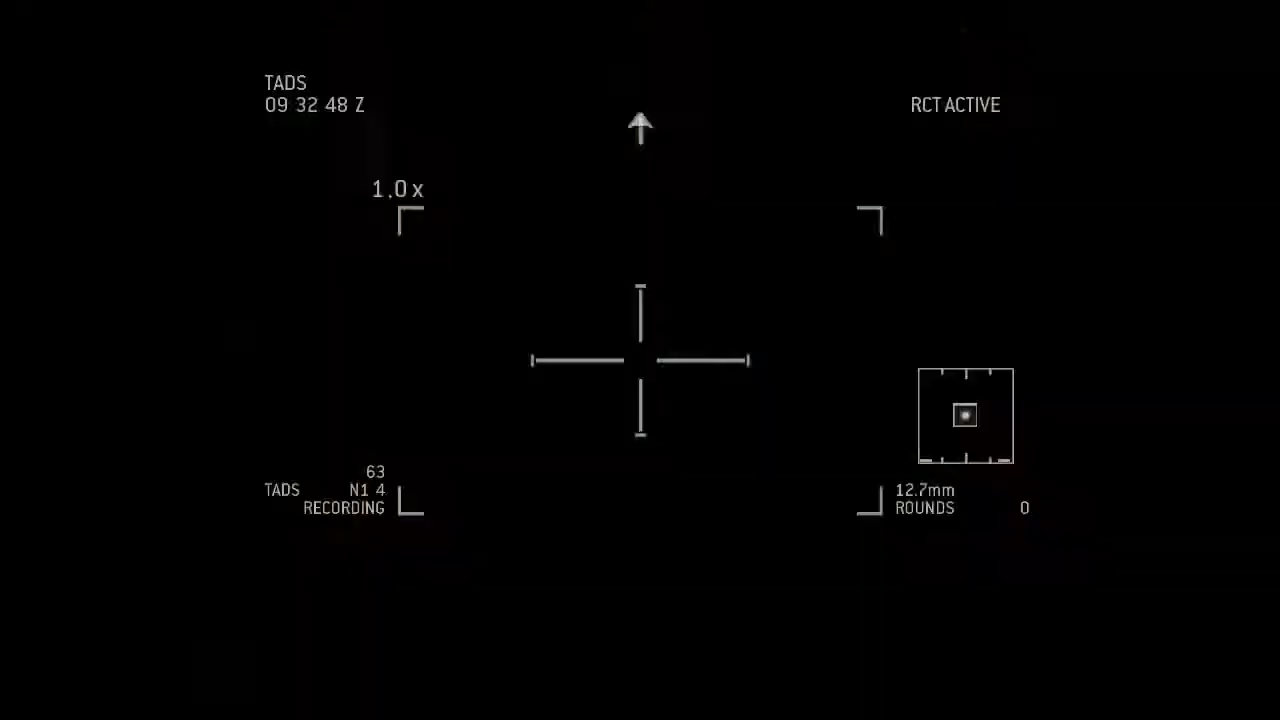 TADS
09 32 48 Z
RCT ACTIVE
1.0 x
63
TADS N1 4
RECORDING
12.7mm
ROUNDS 0